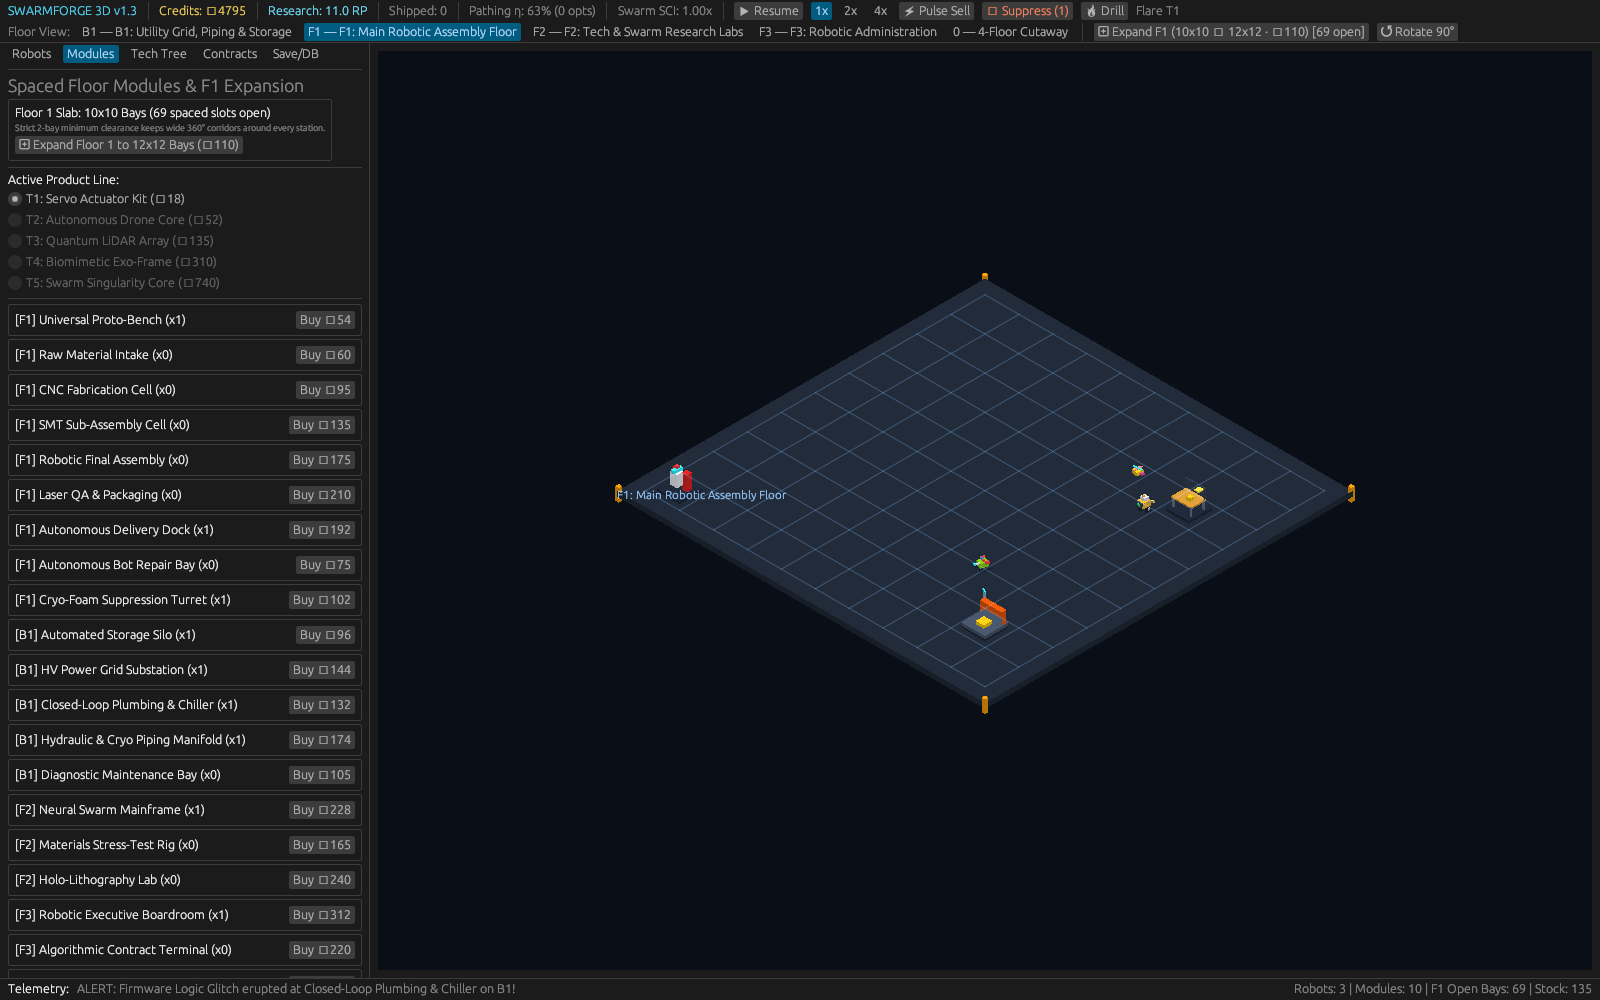 SWARMFORGE 3D v1.3 Credits: □4795 Research: 11.0 RP Shipped: 0 Pathing η: 63% (0 opts) Swarm SCI: 1.00x ▶ Resume 1x 2x 4x ⚡ Pulse Sell □ Suppress (1) 🔥 Drill Flare T1
Floor View: B1 — B1: Utility Grid, Piping & Storage F1 — F1: Main Robotic Assembly Floor F2 — F2: Tech & Swarm Research Labs F3 — F3: Robotic Administration 0 — 4-Floor Cutaway ⊞ Expand F1 (10x10 □ 12x12 · □110) [69 open] ↺ Rotate 90°
Robots Modules Tech Tree Contracts Save/DB
Spaced Floor Modules & F1 Expansion
Floor 1 Slab: 10x10 Bays (69 spaced slots open)
Strict 2-bay minimum clearance keeps wide 360° corridors around every station.
⊞ Expand Floor 1 to 12x12 Bays (□110)
Active Product Line:
T1: Servo Actuator Kit (□18)
T2: Autonomous Drone Core (□52)
T3: Quantum LiDAR Array (□135)
T4: Biomimetic Exo-Frame (□310)
T5: Swarm Singularity Core (□740)
[F1] Universal Proto-Bench (x1) Buy □54
[F1] Raw Material Intake (x0) Buy □60
[F1] CNC Fabrication Cell (x0) Buy □95
[F1] SMT Sub-Assembly Cell (x0) Buy □135
[F1] Robotic Final Assembly (x0) Buy □175
[F1] Laser QA & Packaging (x0) Buy □210
[F1] Autonomous Delivery Dock (x1) Buy □192
[F1] Autonomous Bot Repair Bay (x0) Buy □75
[F1] Cryo-Foam Suppression Turret (x1) Buy □102
[B1] Automated Storage Silo (x1) Buy □96
[B1] HV Power Grid Substation (x1) Buy □144
[B1] Closed-Loop Plumbing & Chiller (x1) Buy □132
[B1] Hydraulic & Cryo Piping Manifold (x1) Buy □174
[B1] Diagnostic Maintenance Bay (x0) Buy □105
[F2] Neural Swarm Mainframe (x1) Buy □228
[F2] Materials Stress-Test Rig (x0) Buy □165
[F2] Holo-Lithography Lab (x0) Buy □240
[F3] Robotic Executive Boardroom (x1) Buy □312
[F3] Algorithmic Contract Terminal (x0) Buy □220
F1: Main Robotic Assembly Floor
Telemetry: ALERT: Firmware Logic Glitch erupted at Closed-Loop Plumbing & Chiller on B1! Robots: 3 | Modules: 10 | F1 Open Bays: 69 | Stock: 135